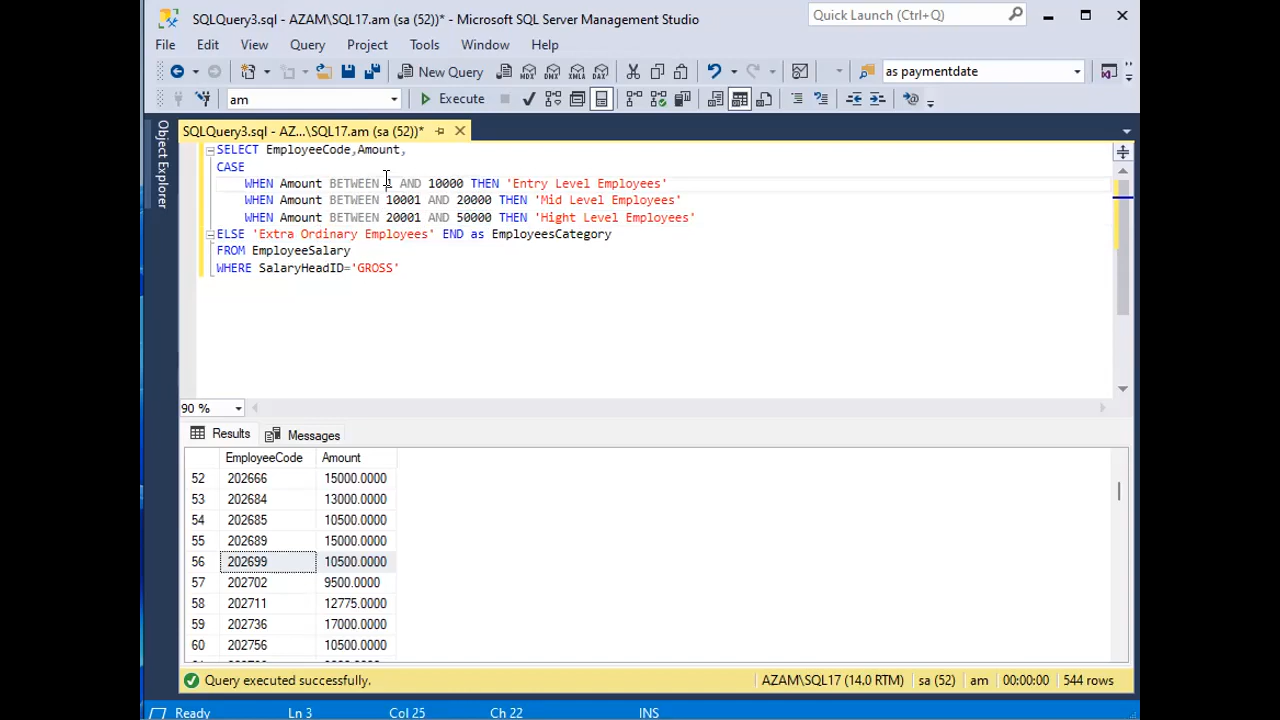 SQLQuery3.sql - AZAM\SQL17.am (sa (52))* - Microsoft SQL Server Management Studio
Quick Launch (Ctrl+Q)
File Edit View Query Project Tools Window Help
New Query
MDX DMX XMLA DAX
as paymentdate
am
Execute
SQLQuery3.sql - AZ...\SQL17.am (sa (52))*
Object Explorer
SELECT EmployeeCode,Amount,
CASE
WHEN Amount BETWEEN 1 AND 10000 THEN 'Entry Level Employees'
WHEN Amount BETWEEN 10001 AND 20000 THEN 'Mid Level Employees'
WHEN Amount BETWEEN 20001 AND 50000 THEN 'Hight Level Employees'
ELSE 'Extra Ordinary Employees' END as EmployeesCategory
FROM EmployeeSalary
WHERE SalaryHeadID='GROSS'
90 %
Results Messages
EmployeeCode Amount
52 202666 15000.0000
53 202684 13000.0000
54 202685 10500.0000
55 202689 15000.0000
56 202699 10500.0000
57 202702 9500.0000
58 202711 12775.0000
59 202736 17000.0000
60 202756 10500.0000
Query executed successfully.
AZAM\SQL17 (14.0 RTM) sa (52) am 00:00:00 544 rows
Ready Ln 3 Col 25 Ch 22 INS